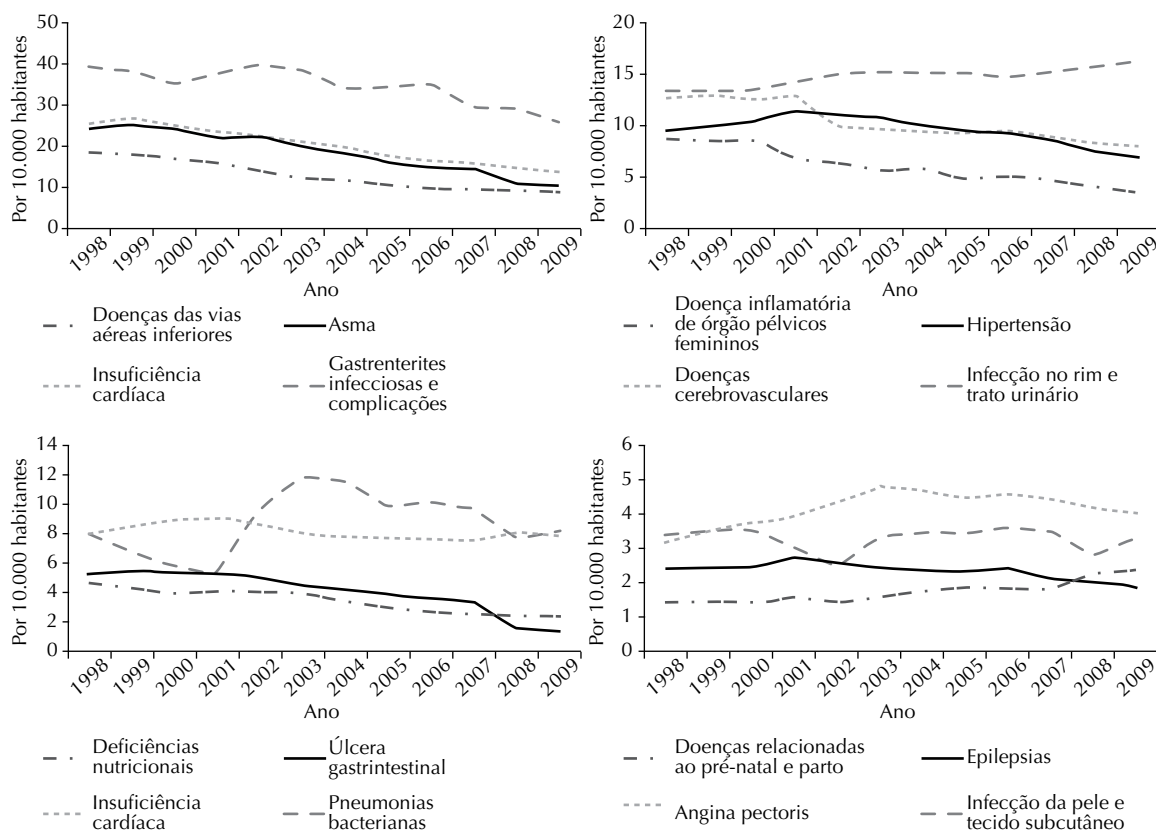 Por 10.000 habitantes
50
40
30
20
10
0
1998 1999 2000 2001 2002 2003 2004 2005 2006 2007 2008 2009
Ano
Doenças das vias
aéreas inferiores
Asma
Insuficiência
cardíaca
Gastrenterites
infecciosas e
complicações
Por 10.000 habitantes
20
15
10
5
0
1998 1999 2000 2001 2002 2003 2004 2005 2006 2007 2008 2009
Ano
Doença inflamatória
de órgão pélvicos
femininos
Hipertensão
Doenças
cerebrovasculares
Infecção no rim e
trato urinário
Por 10.000 habitantes
14
12
10
8
6
4
2
0
1998 1999 2000 2001 2002 2003 2004 2005 2006 2007 2008 2009
Ano
Deficiências
nutricionais
Úlcera
gastrintestinal
Insuficiência
cardíaca
Pneumonias
bacterianas
Por 10.000 habitantes
6
5
4
3
2
1
0
1998 1999 2000 2001 2002 2003 2004 2005 2006 2007 2008 2009
Ano
Doenças relacionadas
ao pré-natal e parto
Epilepsias
Angina pectoris
Infecção da pele e
tecido subcutâneo